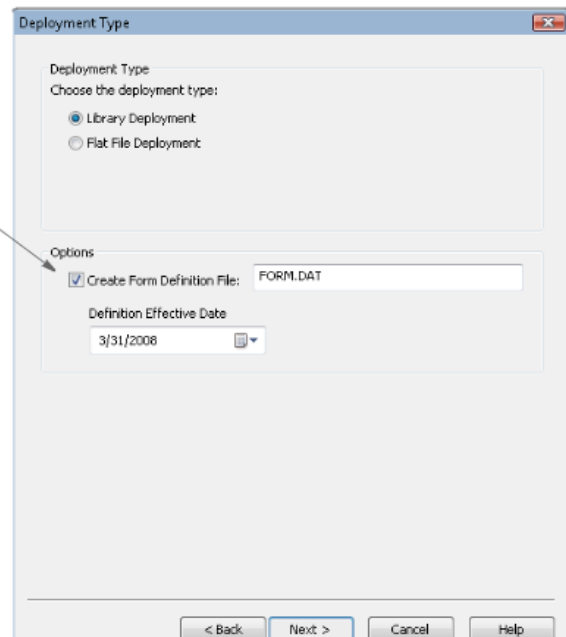 Deployment Type
Deployment Type
Choose the deployment type:
Library Deployment
Flat File Deployment
Options
Create Form Definition File: FORM.DAT
Definition Effective Date
3/31/2008
< Back Next > Cancel Help